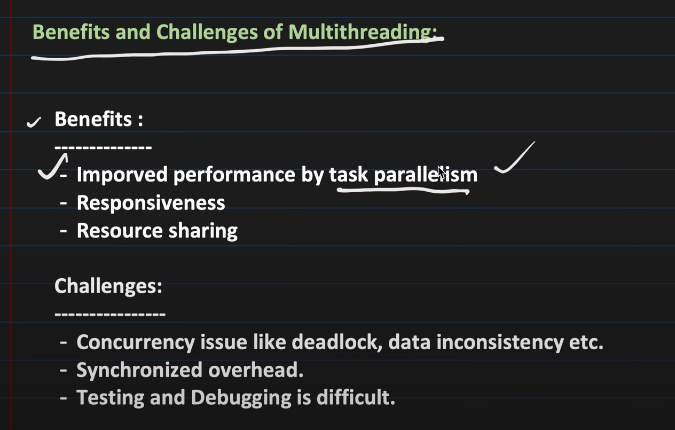 Benefits and Challenges of Multithreading:
Benefits :
--------------
- Imporved performance by task parallelism
- Responsiveness
- Resource sharing
Challenges:
----------------
- Concurrency issue like deadlock, data inconsistency etc.
- Synchronized overhead.
- Testing and Debugging is difficult.